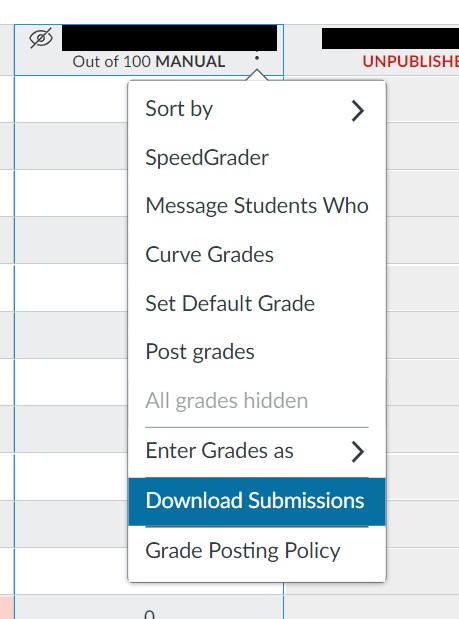 Out of 100 MANUAL
UNPUBLISHE
Sort by
SpeedGrader
Message Students Who
Curve Grades
Set Default Grade
Post grades
All grades hidden
Enter Grades as
Download Submissions
Grade Posting Policy
0